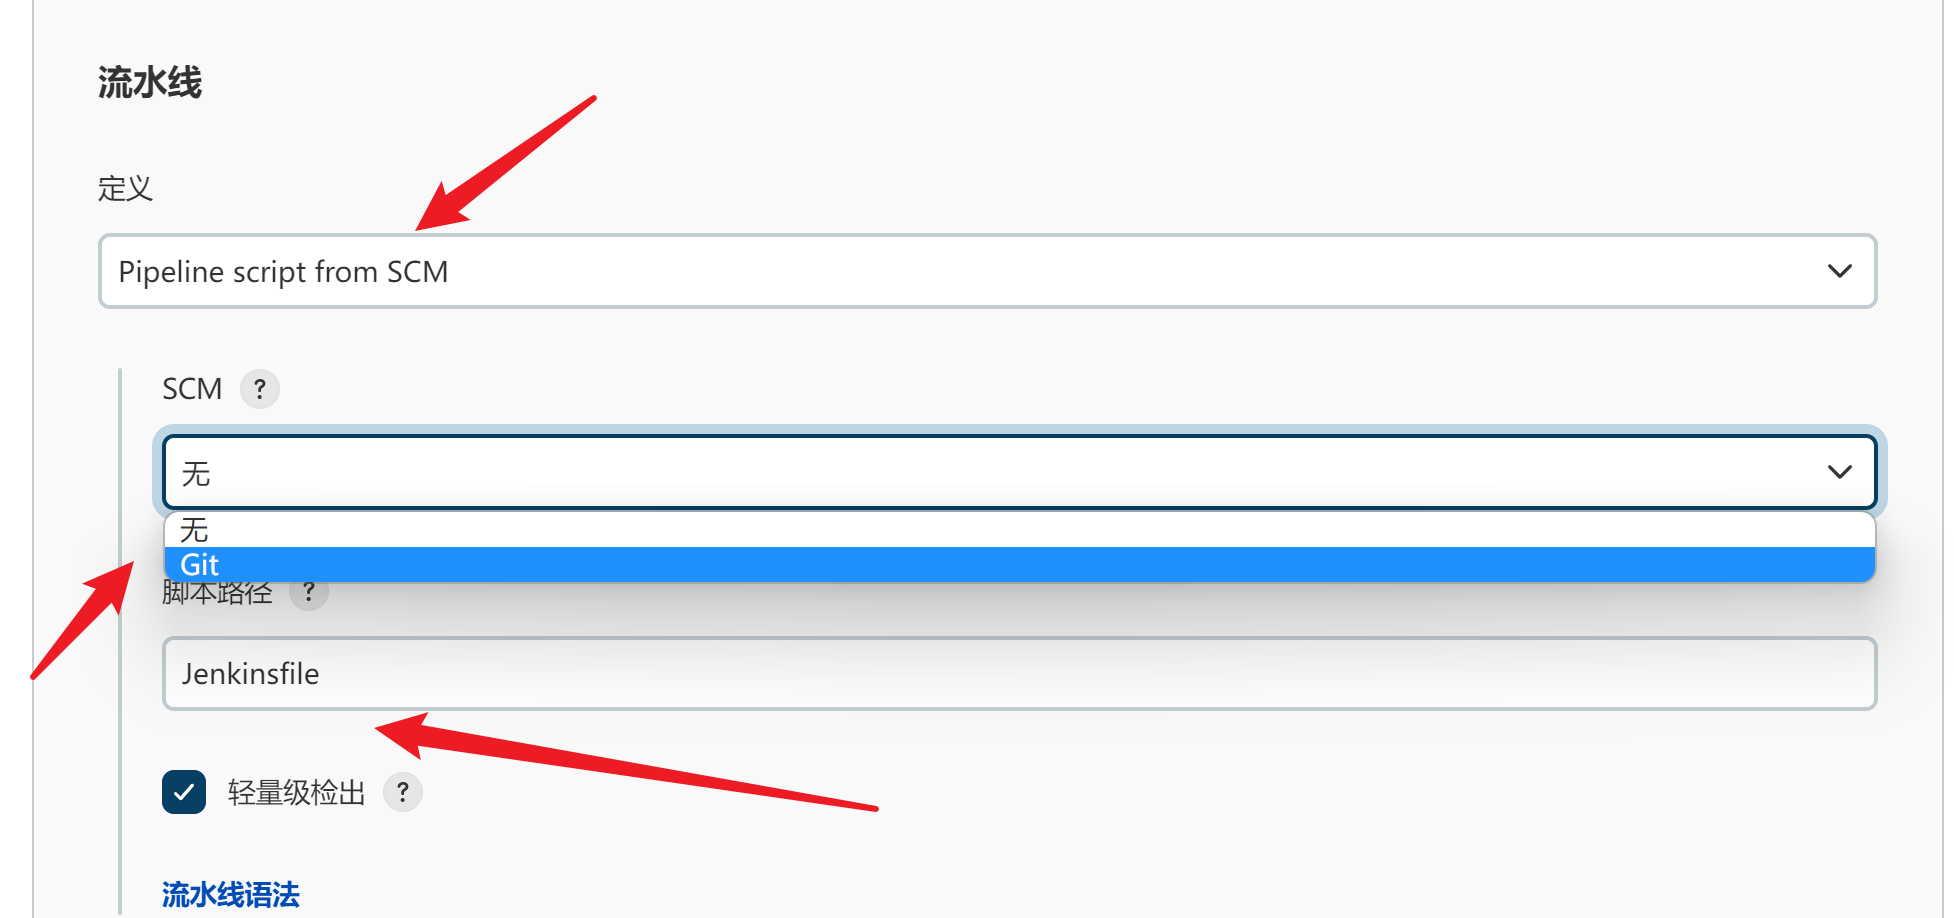 流水线
定义
Pipeline script from SCM
SCM ?
无
无
Git
脚本路径 ?
Jenkinsfile
轻量级检出 ?
流水线语法